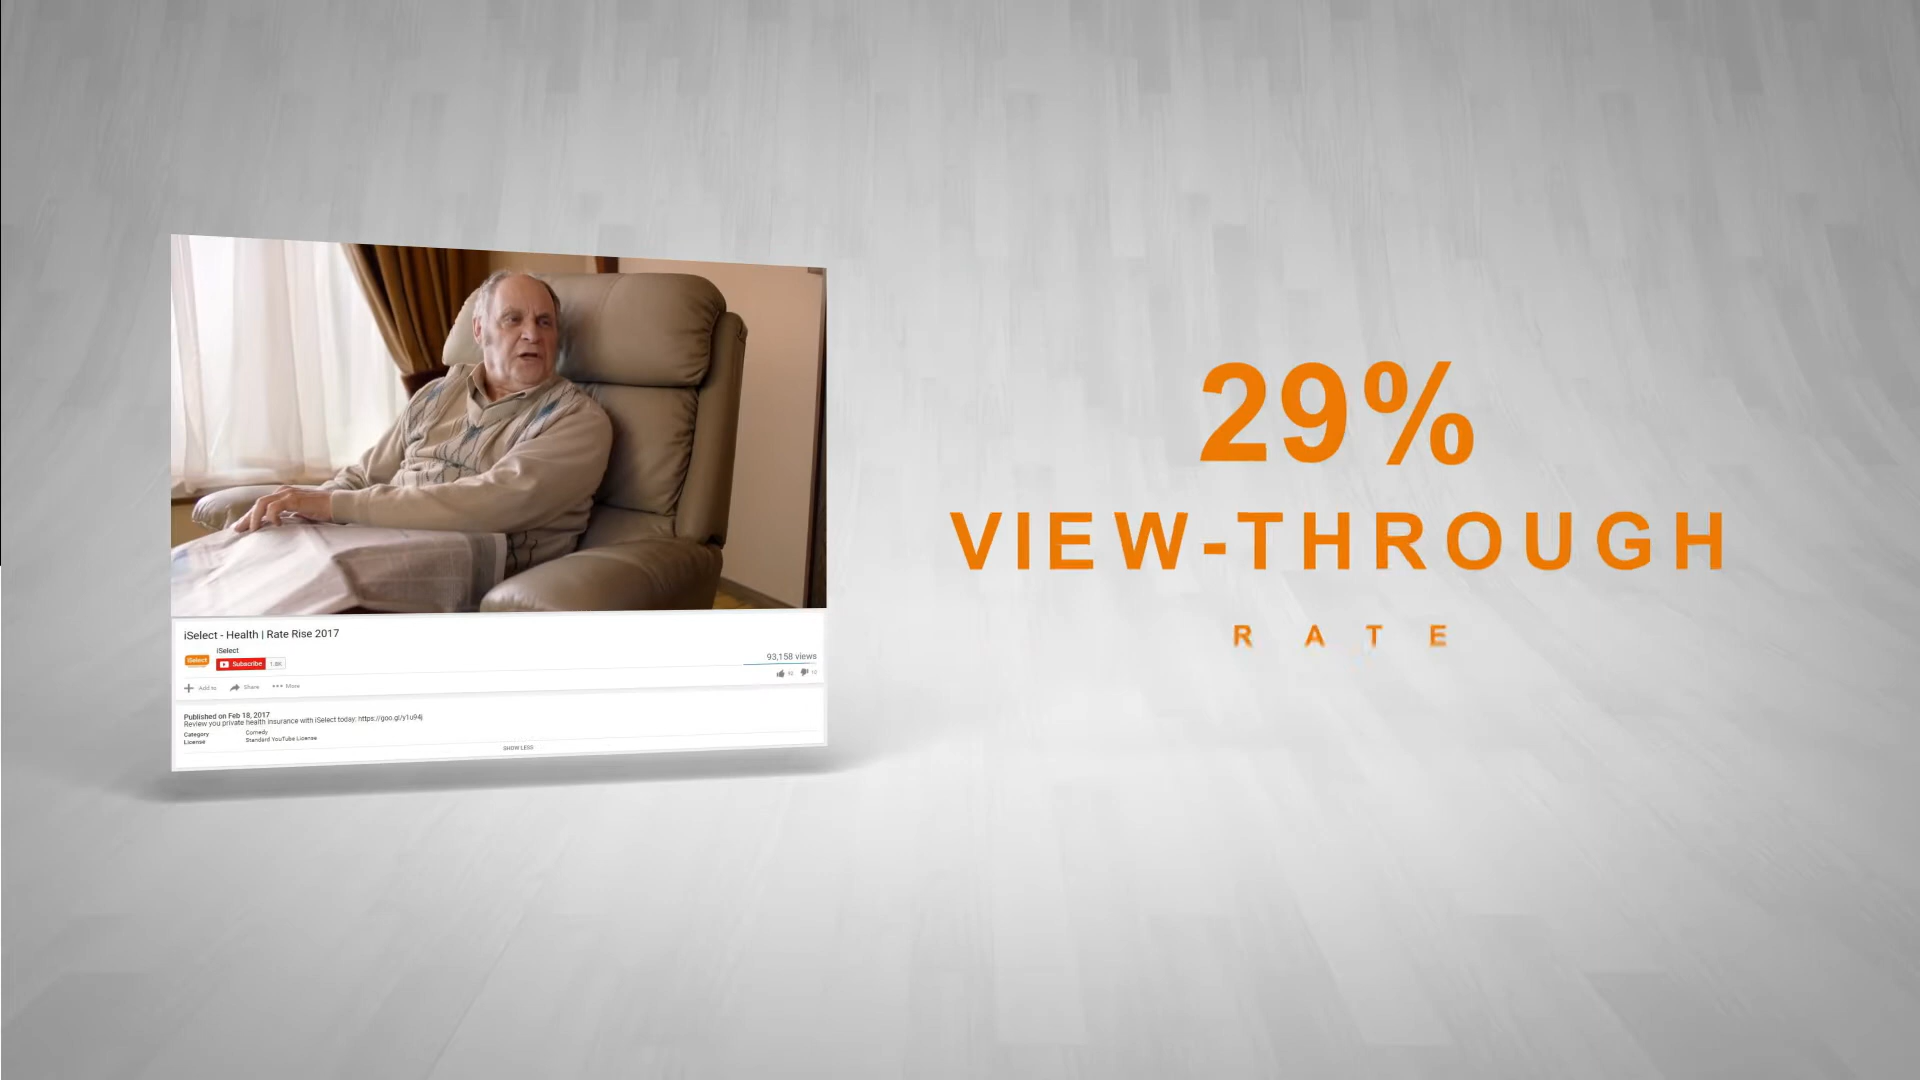 29%
VIEW-THROUGH
RATE
iSelect - Health | Rate Rise 2017
iSelect
iSelect
Subscribe 1.8K
93,158 views
Add to Share More
12
Published on Feb 18, 2017
Review you private health insurance with iSelect today: https://goo.gl/y1u94j
Category Comedy
License Standard YouTube License
SHOW LESS